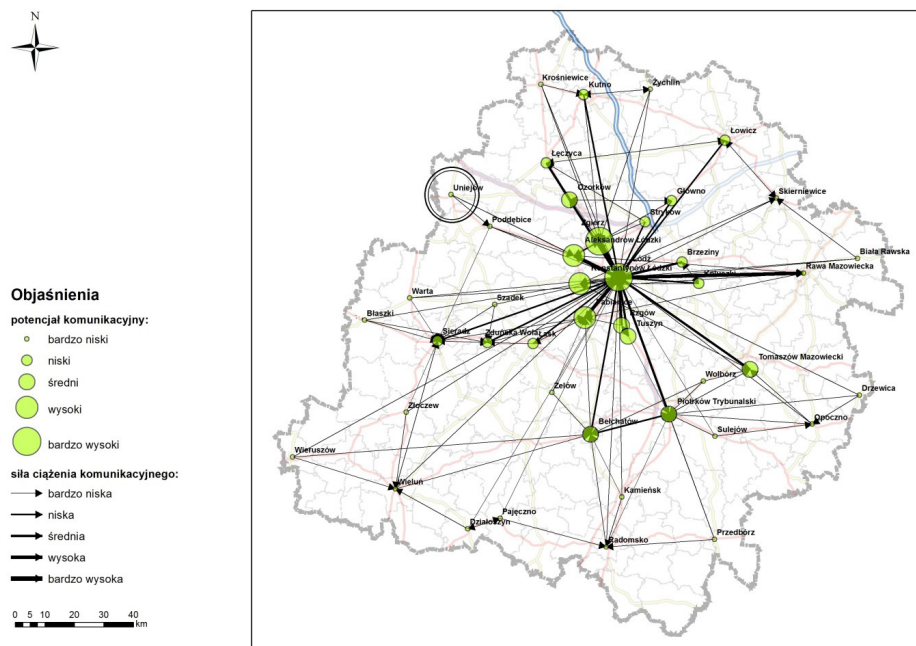 N
Krośniewice
Kutno
Żychlin
Łowicz
Łęczyca
Uniejów
Ozorków
Główno
Skierniewice
Stryków
Poddębice
Zgierz
Aleksandrów Łódzki
Brzeziny
Biała Rawska
Łódź
Rawa Mazowiecka
Konstantynów Łódzki
Warta
Szadek
Błaszki
Rzgów
Sieradz
Zduńska Wola
Tuszyn
Tomaszów Mazowiecki
Wolbórz
Żelów
Drzewica
Złoczew
Piotrków Trybunalski
Opoczno
Bełchatów
Sulejów
Wieruszów
Wieluń
Kamieńsk
Pajęczno
Działoszyn
Radomsko
Przedbórz
Objaśnienia
potencjał komunikacyjny:
bardzo niski
niski
średni
wysoki
bardzo wysoki
siła ciążenia komunikacyjnego:
bardzo niska
niska
średnia
wysoka
bardzo wysoka
0 5 10 20 30 40
km